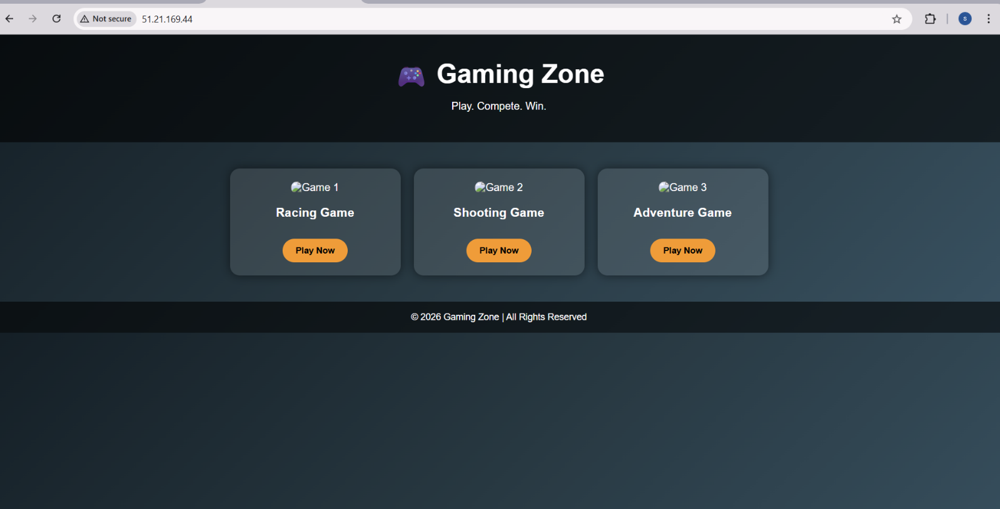 Not secure
51.21.169.44
S
Gaming Zone
Play. Compete. Win.
Game 1
Game 2
Game 3
Racing Game
Shooting Game
Adventure Game
Play Now
Play Now
Play Now
© 2026 Gaming Zone | All Rights Reserved